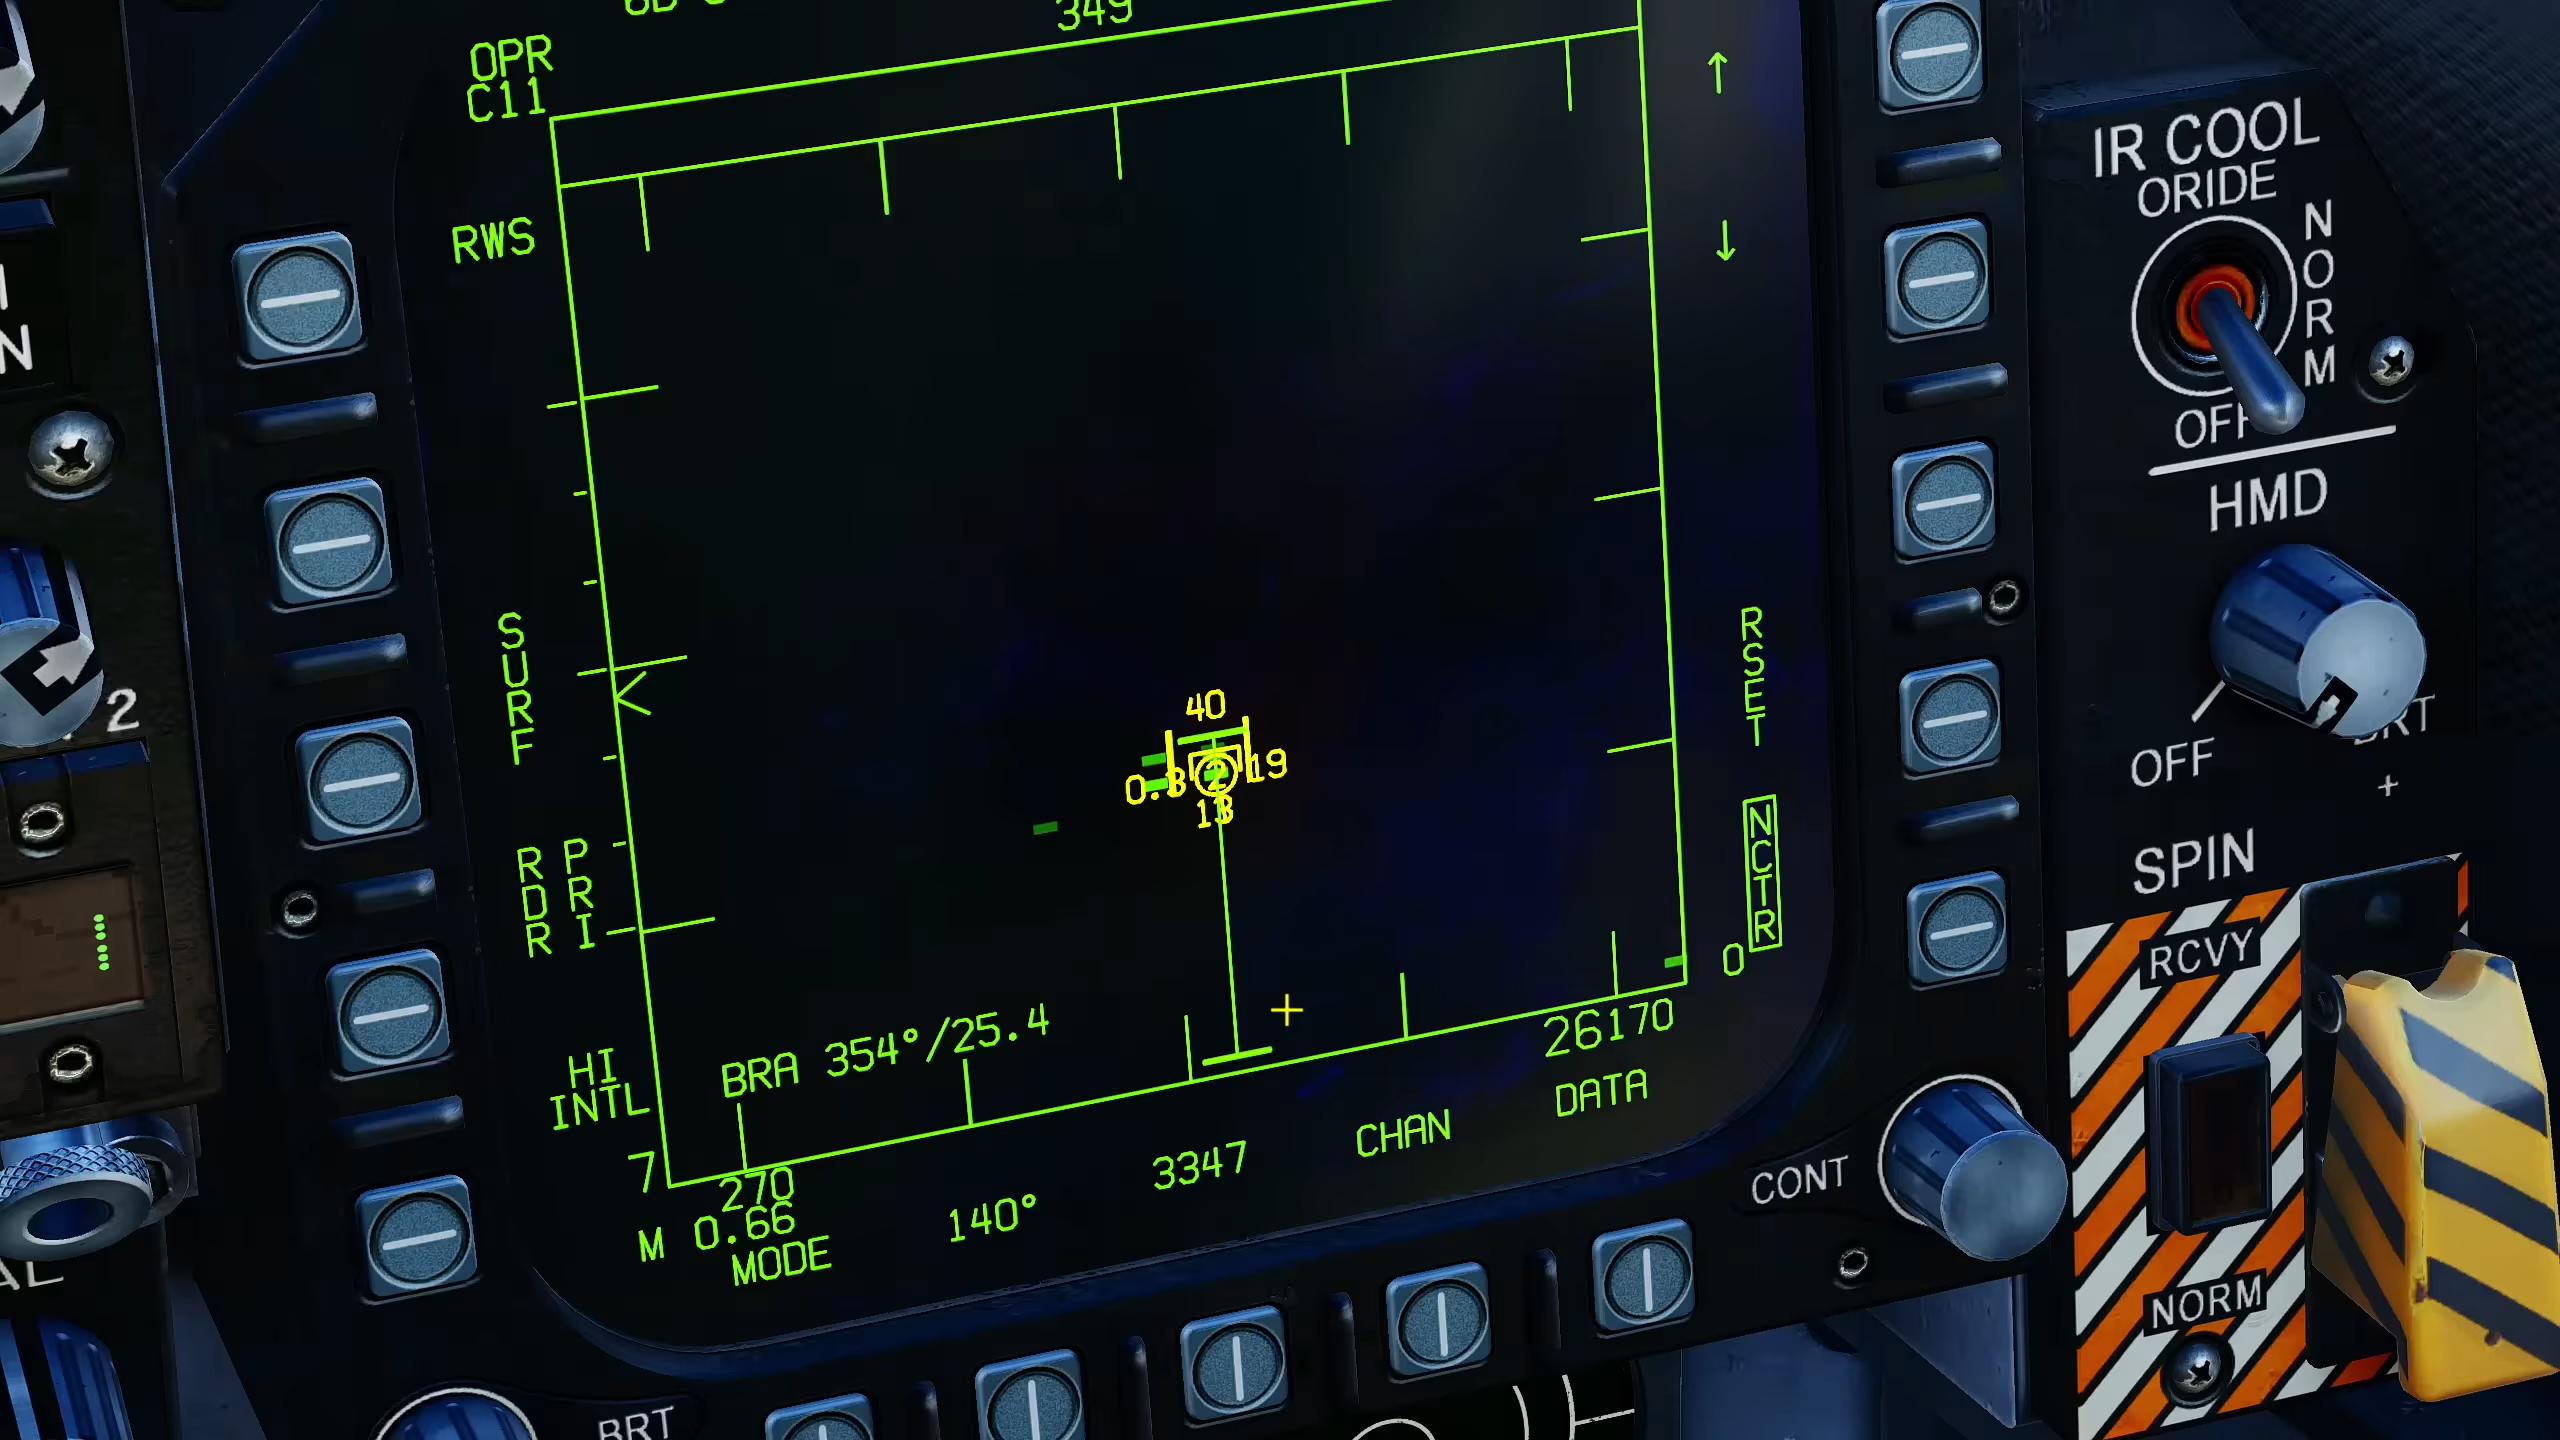 349
OPR
C11
RWS
↑
↓
SURF
RSET
RDR
PRI
NCTR
40
19
0
BRA 354°/25.4
26170
HI
INTL
7
270
M 0.66
MODE
140°
3347
CHAN
DATA
IR COOL
ORIDE
NORM
OFF
HMD
OFF
BRT
+
SPIN
RCVY
NORM
CONT
BRT
2